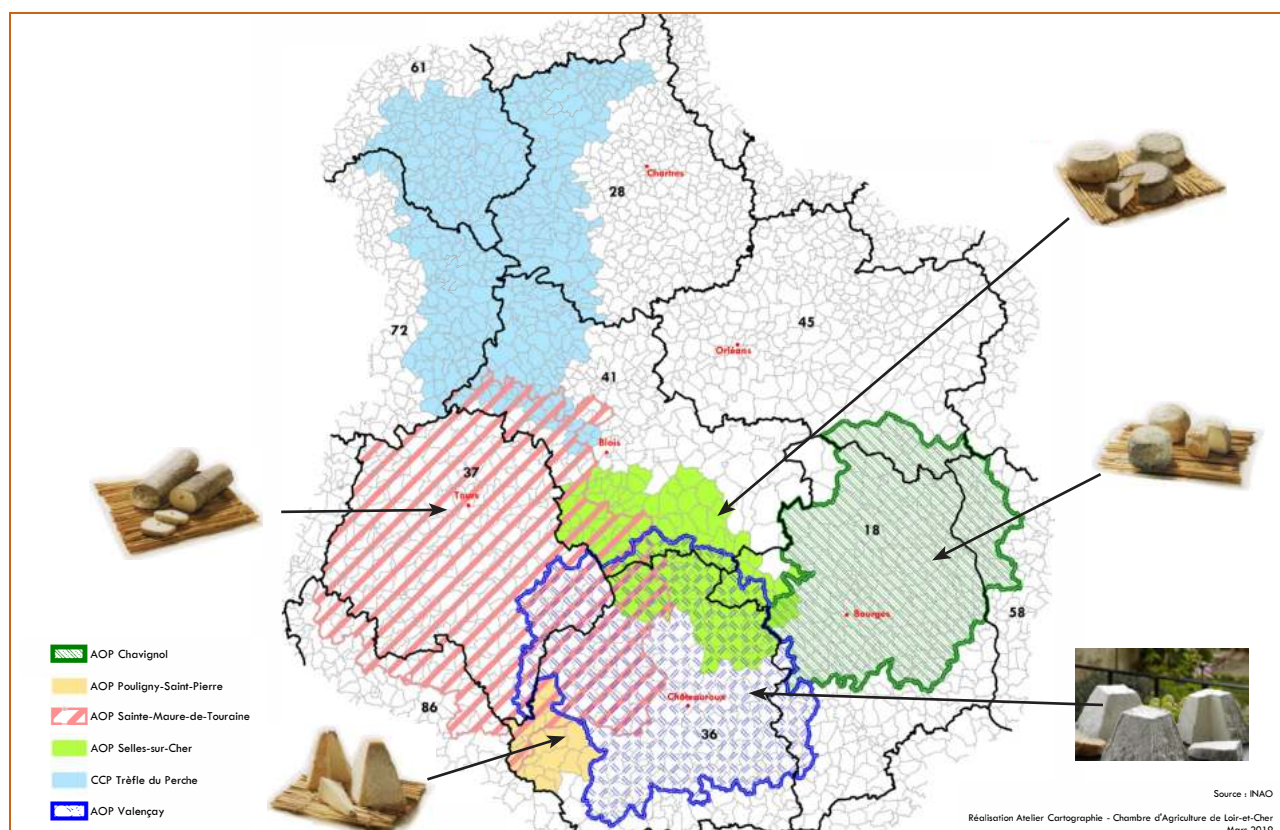 61
28
Chartres
72
45
Orléans
41
Blois
37
Tours
18
Bourges
58
Châteauroux
86
36
AOP Chavignol
AOP Pouligny-Saint-Pierre
AOP Sainte-Maure-de-Touraine
AOP Selles-sur-Cher
CCP Trèfle du Perche
AOP Valençay
Source : INAO
Réalisation Atelier Cartographie - Chambre d'Agriculture de Loir-et-Cher